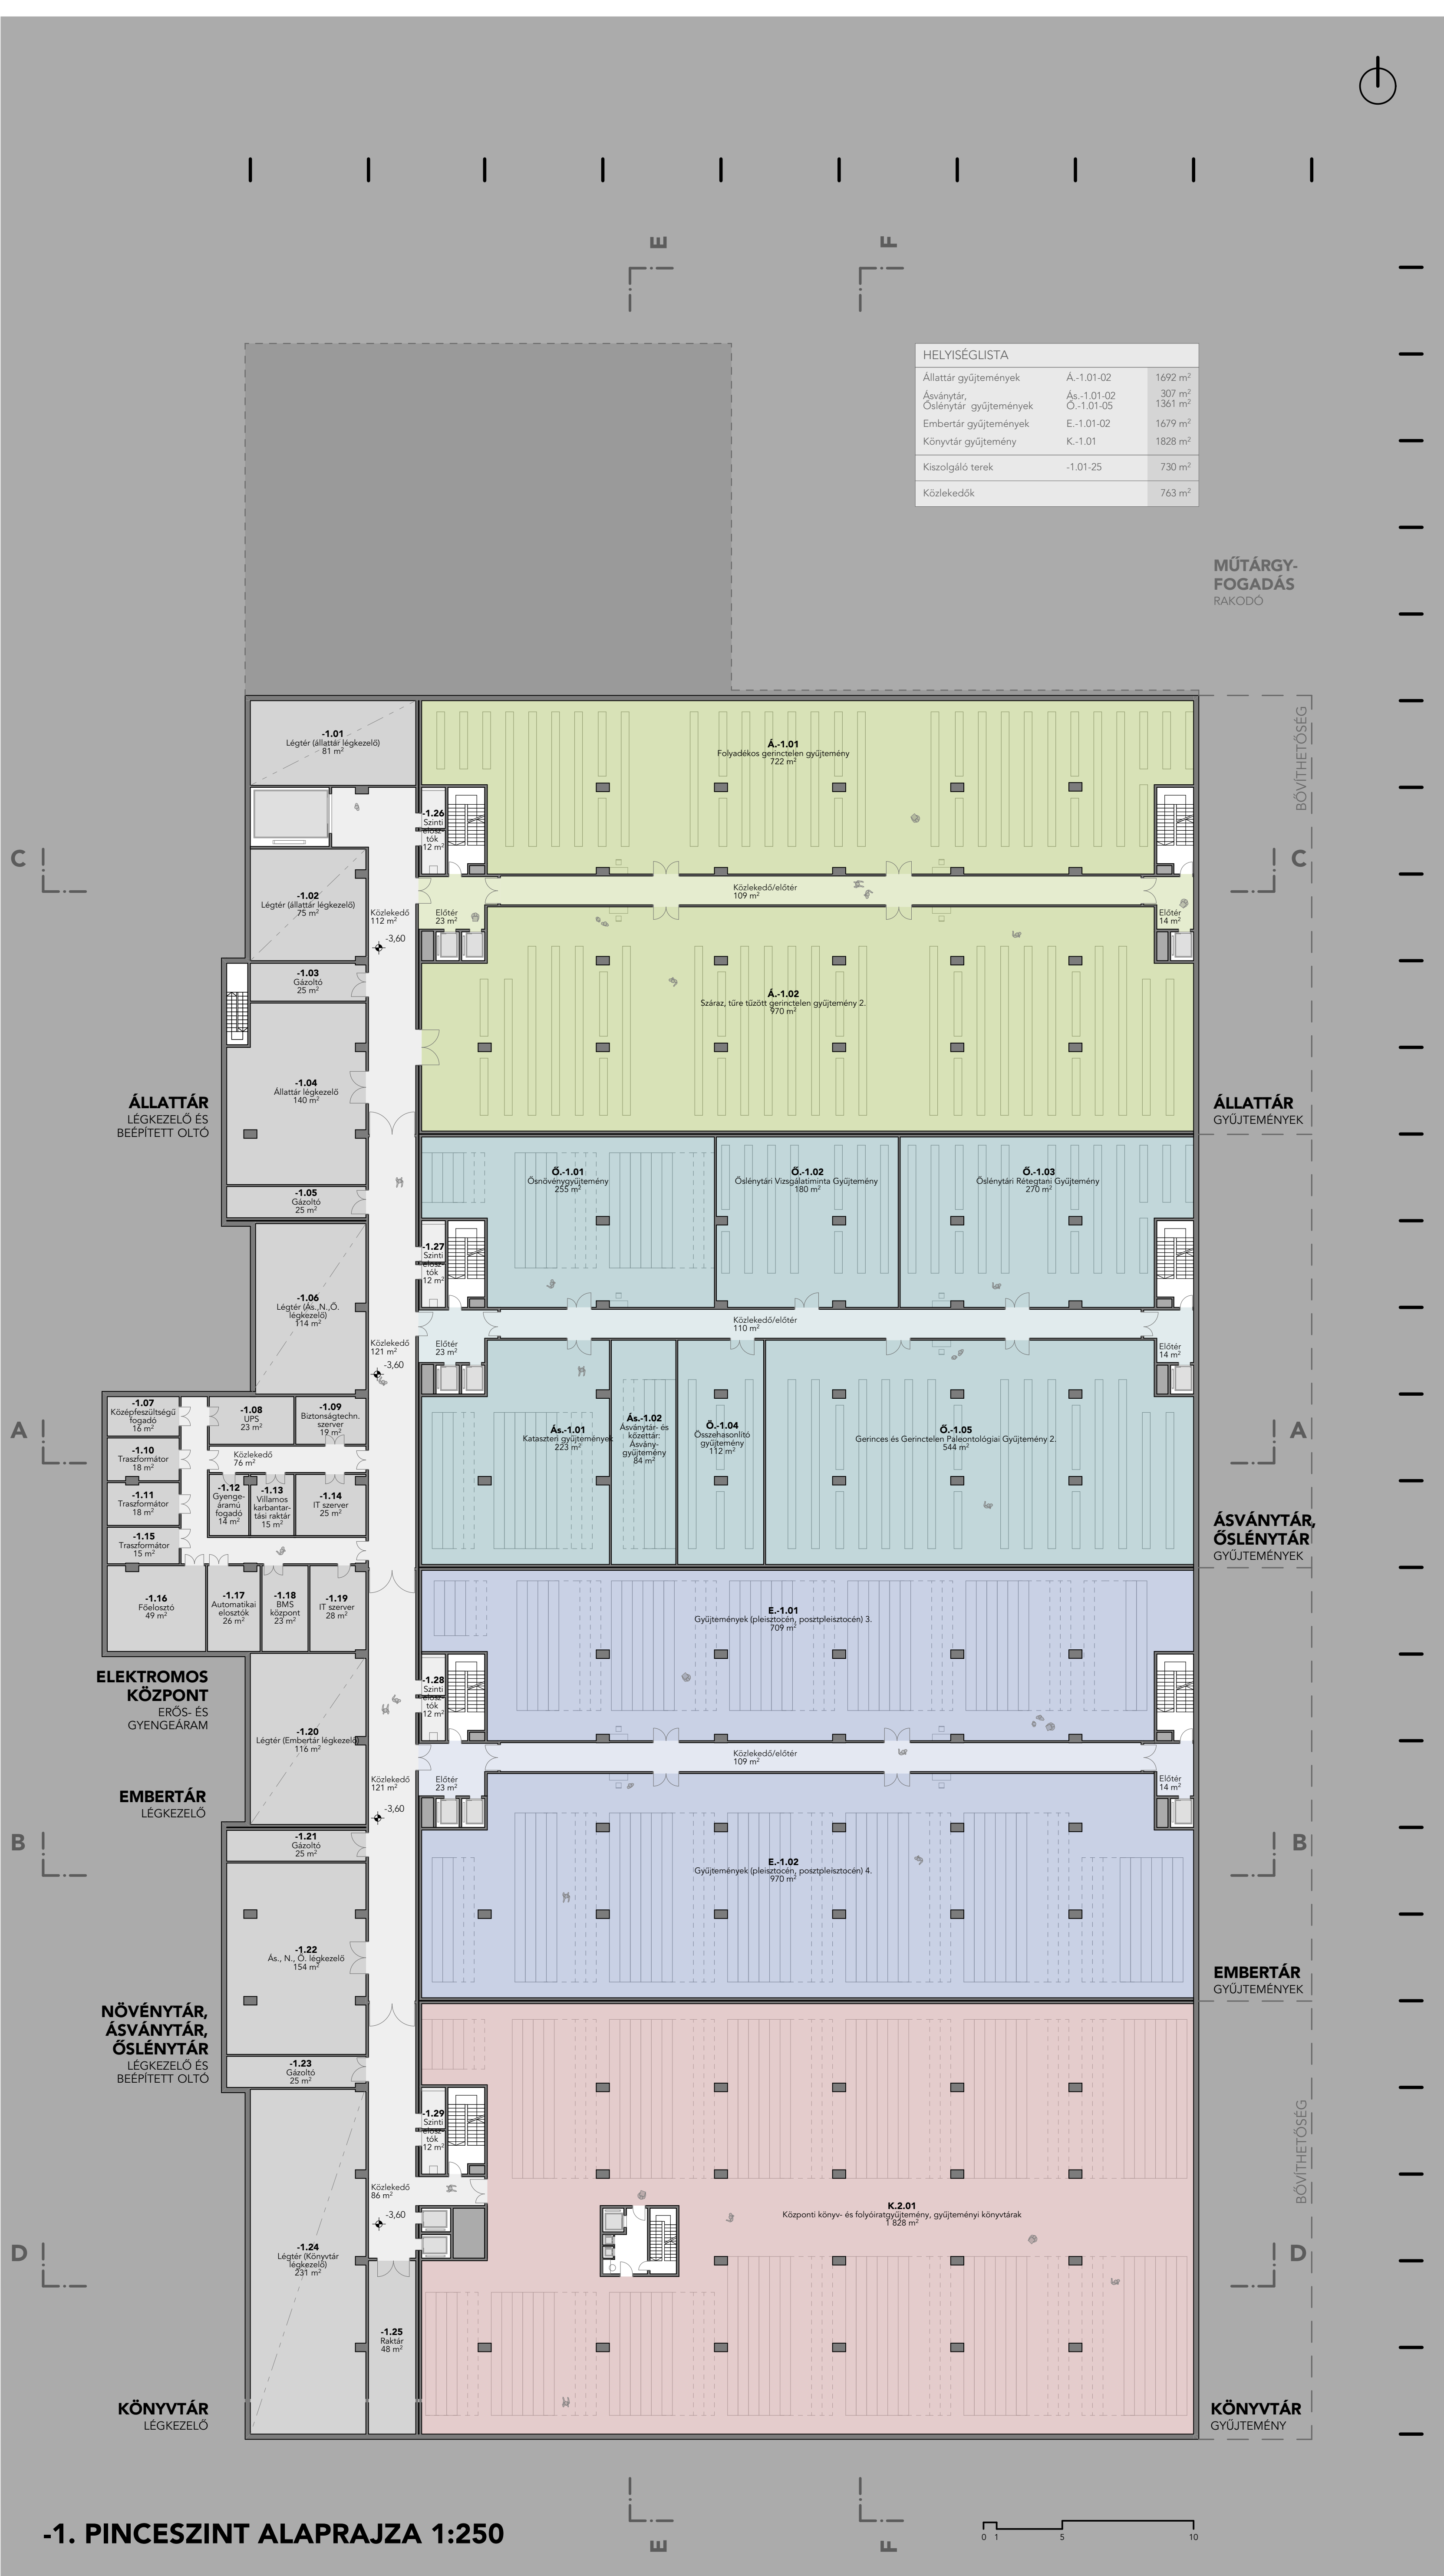 E
F
HELYISÉGLISTA
Állattár gyűjtemények Á.-1.01-02 1692 m²
Ásványtár, Ás.-1.01-02 307 m²
Őslénytár gyűjtemények Ő.-1.01-05 1361 m²
Embertár gyűjtemények E.-1.01-02 1679 m²
Könyvtár gyűjtemény K.-1.01 1828 m²
Kiszolgáló terek -1.01-25 730 m²
Közlekedők 763 m²
MŰTÁRGY-
FOGADÁS
RAKODÓ
BŐVÍTHETŐSÉG
-1.01
Légtér (állattár légkezelő)
81 m²
Á.-1.01
Folyadékos gerinctelen gyűjtemény
722 m²
-1.26
Szinti
elosz-
tók
12 m²
C
C
-1.02
Légtér (állattár légkezelő)
75 m²
Közlekedő
112 m²
-3,60
Előtér
23 m²
Közlekedő/előtér
109 m²
Előtér
14 m²
-1.03
Gázoltó
25 m²
Á.-1.02
Száraz, tűre tűzött gerinctelen gyűjtemény 2.
970 m²
-1.04
Állattár légkezelő
140 m²
ÁLLATTÁR
LÉGKEZELŐ ÉS
BEÉPÍTETT OLTÓ
ÁLLATTÁR
GYŰJTEMÉNYEK
-1.05
Gázoltó
25 m²
Ő.-1.01
Ősnövénygyűjtemény
255 m²
Ő.-1.02
Őslénytári Vizsgálatiminta Gyűjtemény
180 m²
Ő.-1.03
Őslénytári Rétegtani Gyűjtemény
270 m²
-1.27
Szinti
elosz-
tók
12 m²
-1.06
Légtér (Ás.,N.,Ő.
légkezelő)
114 m²
Közlekedő
121 m²
-3,60
Előtér
23 m²
Közlekedő/előtér
110 m²
Előtér
14 m²
A
A
-1.07
Középfeszültségű
fogadó
16 m²
-1.08
UPS
23 m²
-1.09
Biztonságtechn.
szerver
19 m²
-1.10
Traszformátor
18 m²
Közlekedő
76 m²
-1.11
Traszformátor
18 m²
-1.12
Gyenge-
áramú
fogadó
14 m²
-1.13
Villamos
karbantar-
tási raktár
15 m²
-1.14
IT szerver
25 m²
-1.15
Traszformátor
15 m²
Ás.-1.01
Kataszteri gyűjtemények
223 m²
Ás.-1.02
Ásványtár- és
kőzettár:
Ásvány-
gyűjtemény
84 m²
Ő.-1.04
Összehasonlító
gyűjtemény
112 m²
Ő.-1.05
Gerinces és Gerinctelen Paleontológiai Gyűjtemény 2.
544 m²
ÁSVÁNYTÁR,
ŐSLÉNYTÁR
GYŰJTEMÉNYEK
-1.16
Főelosztó
49 m²
-1.17
Automatikai
elosztók
26 m²
-1.18
BMS
központ
23 m²
-1.19
IT szerver
28 m²
E.-1.01
Gyűjtemények (pleisztocén, posztpleisztocén) 3.
709 m²
ELEKTROMOS
KÖZPONT
ERŐS- ÉS
GYENGEÁRAM
-1.28
Szinti
elosz-
tók
12 m²
-1.20
Légtér (Embertár légkezelő)
116 m²
Közlekedő
121 m²
-3,60
Előtér
23 m²
Közlekedő/előtér
109 m²
Előtér
14 m²
EMBERTÁR
LÉGKEZELŐ
B
B
-1.21
Gázoltó
25 m²
E.-1.02
Gyűjtemények (pleisztocén, posztpleisztocén) 4.
970 m²
-1.22
Ás., N., Ő. légkezelő
154 m²
EMBERTÁR
GYŰJTEMÉNYEK
NÖVÉNYTÁR,
ÁSVÁNYTÁR,
ŐSLÉNYTÁR
LÉGKEZELŐ ÉS
BEÉPÍTETT OLTÓ
-1.23
Gázoltó
25 m²
-1.29
Szinti
elosz-
tók
12 m²
BŐVÍTHETŐSÉG
Közlekedő
86 m²
-3,60
K.2.01
Központi könyv- és folyóiratgyűjtemény, gyűjteményi könyvtárak
1 828 m²
D
D
-1.24
Légtér (Könyvtár
légkezelő)
231 m²
-1.25
Raktár
48 m²
KÖNYVTÁR
LÉGKEZELŐ
KÖNYVTÁR
GYŰJTEMÉNY
-1. PINCESZINT ALAPRAJZA 1:250
E
F
0 1 5 10